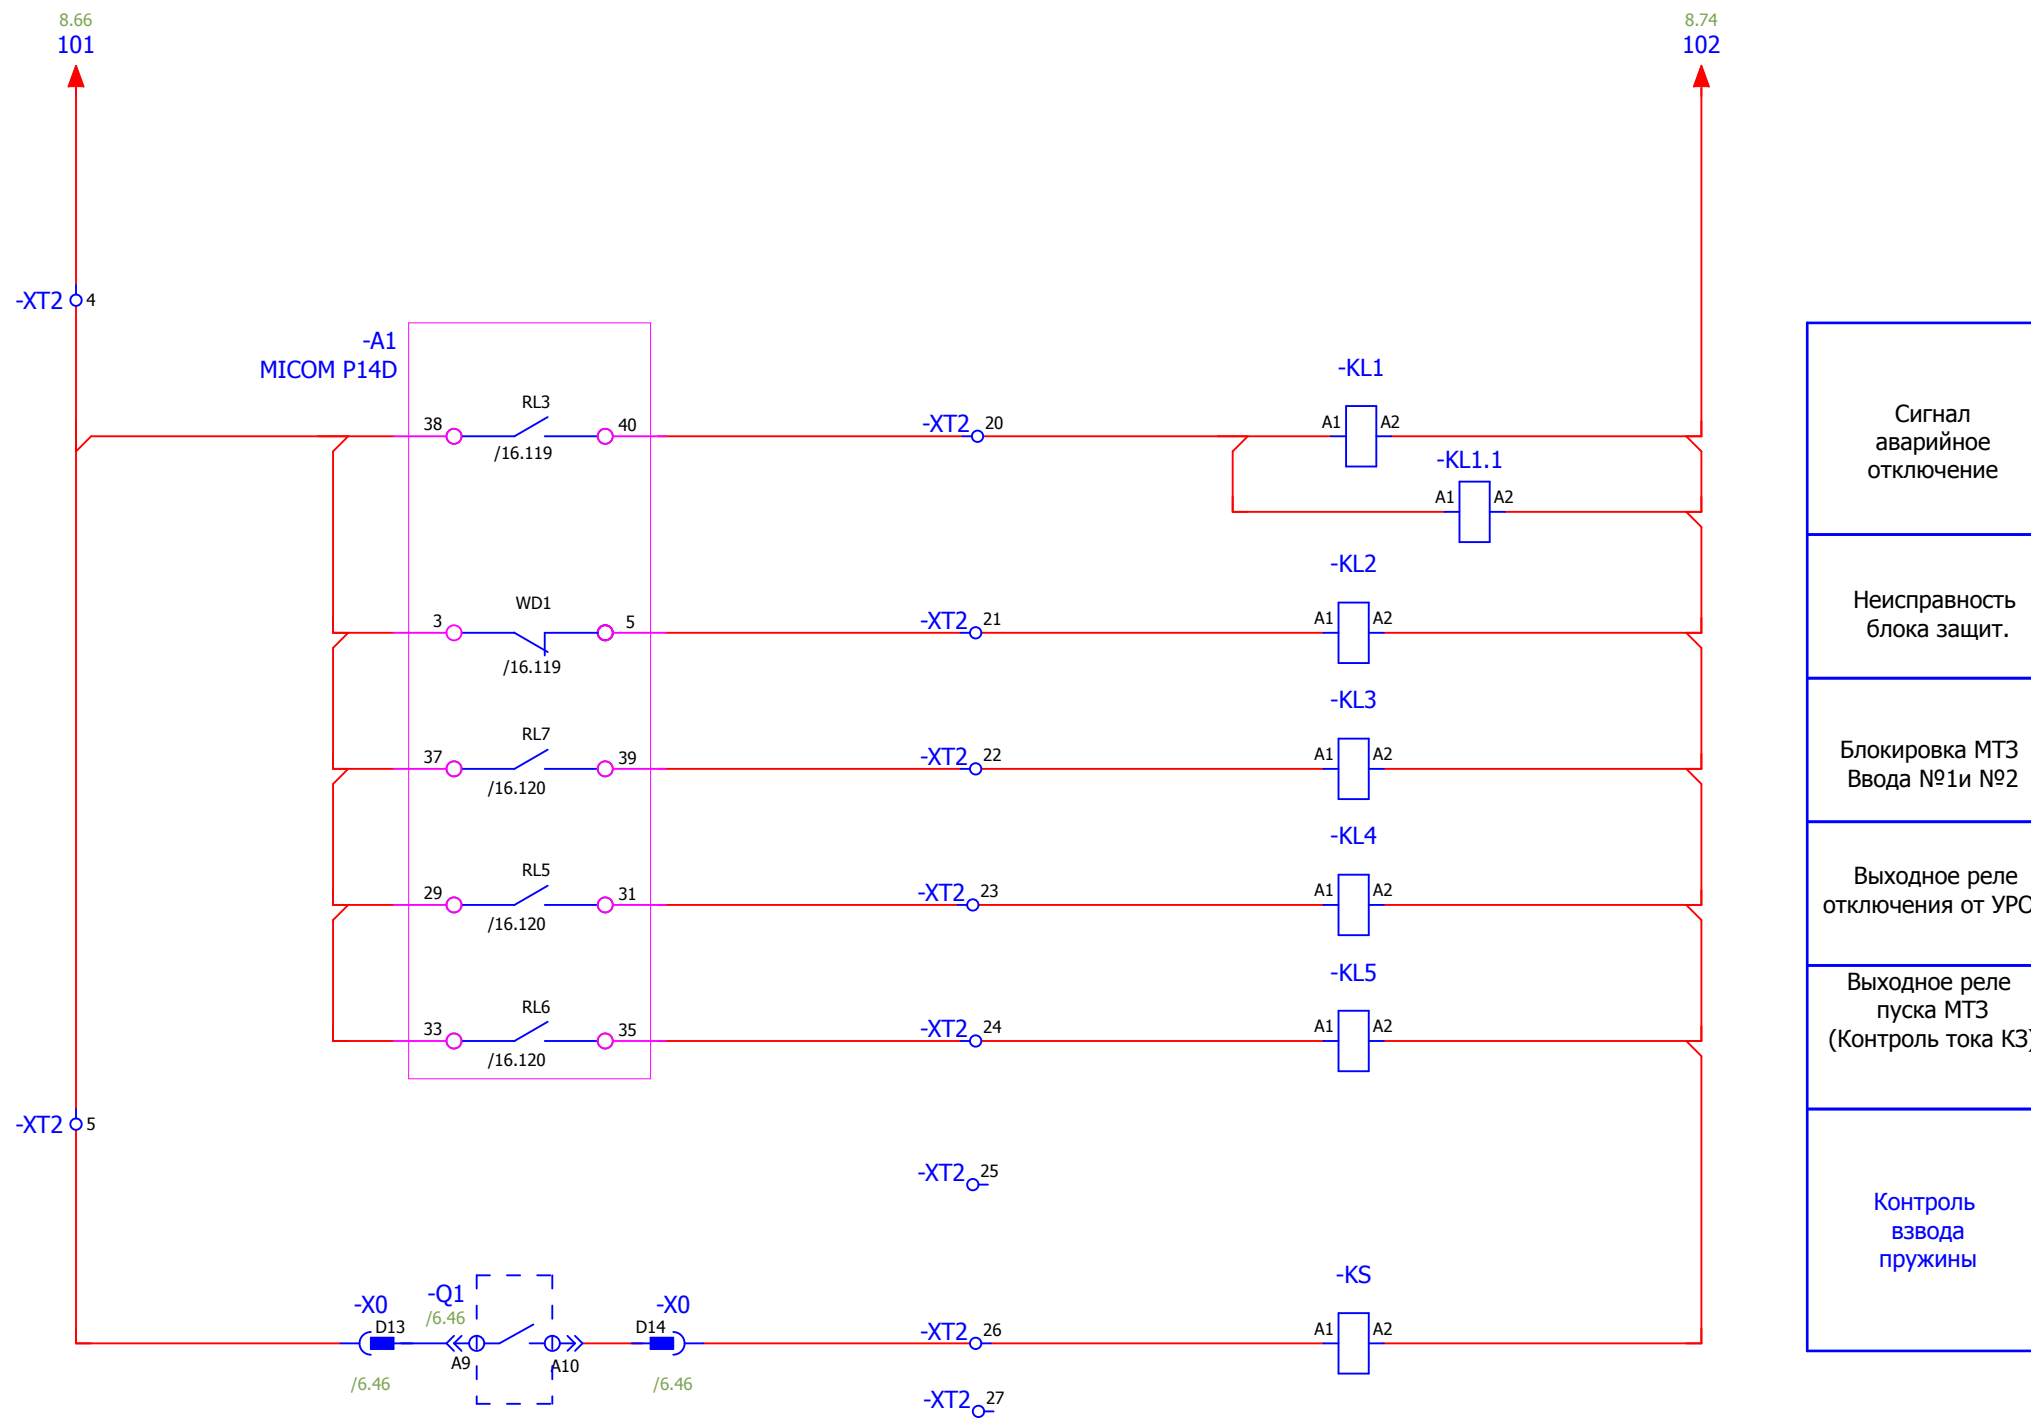 8.66
101
8.74
102
-XT2 4
-A1
MICOM P14D
38
RL3
40
/16.119
-XT2 20
-KL1
A1 A2
-KL1.1
A1 A2
Сигнал
аварийное
отключение
3
WD1
5
/16.119
-XT2 21
-KL2
A1 A2
Неисправность
блока защит.
37
RL7
39
/16.120
-XT2 22
-KL3
A1 A2
Блокировка МТЗ
Ввода №1и №2
29
RL5
31
/16.120
-XT2 23
-KL4
A1 A2
Выходное реле
отключения от УРО
33
RL6
35
/16.120
-XT2 24
-KL5
A1 A2
Выходное реле
пуска МТЗ
(Контроль тока КЗ)
-XT2 5
-XT2 25
-X0
D13
/6.46
-Q1
/6.46
A9
A10
-X0
D14
/6.46
-XT2 26
-KS
A1 A2
Контроль
взвода
пружины
-XT2 27